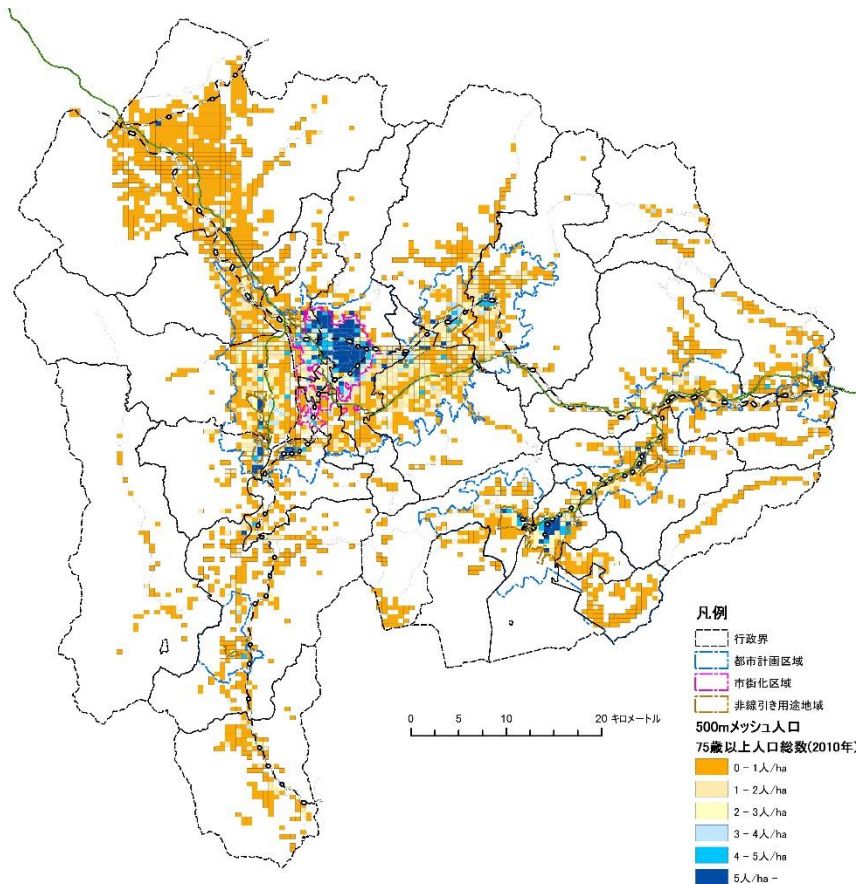 凡例
行政界
都市計画区域
市街化区域
非線引き用途地域
0 5 10 20 キロメートル
500mメッシュ人口
75歳以上人口総数(2010年)
0 - 1人/ha
1 - 2人/ha
2 - 3人/ha
3 - 4人/ha
4 - 5人/ha
5人/ha -